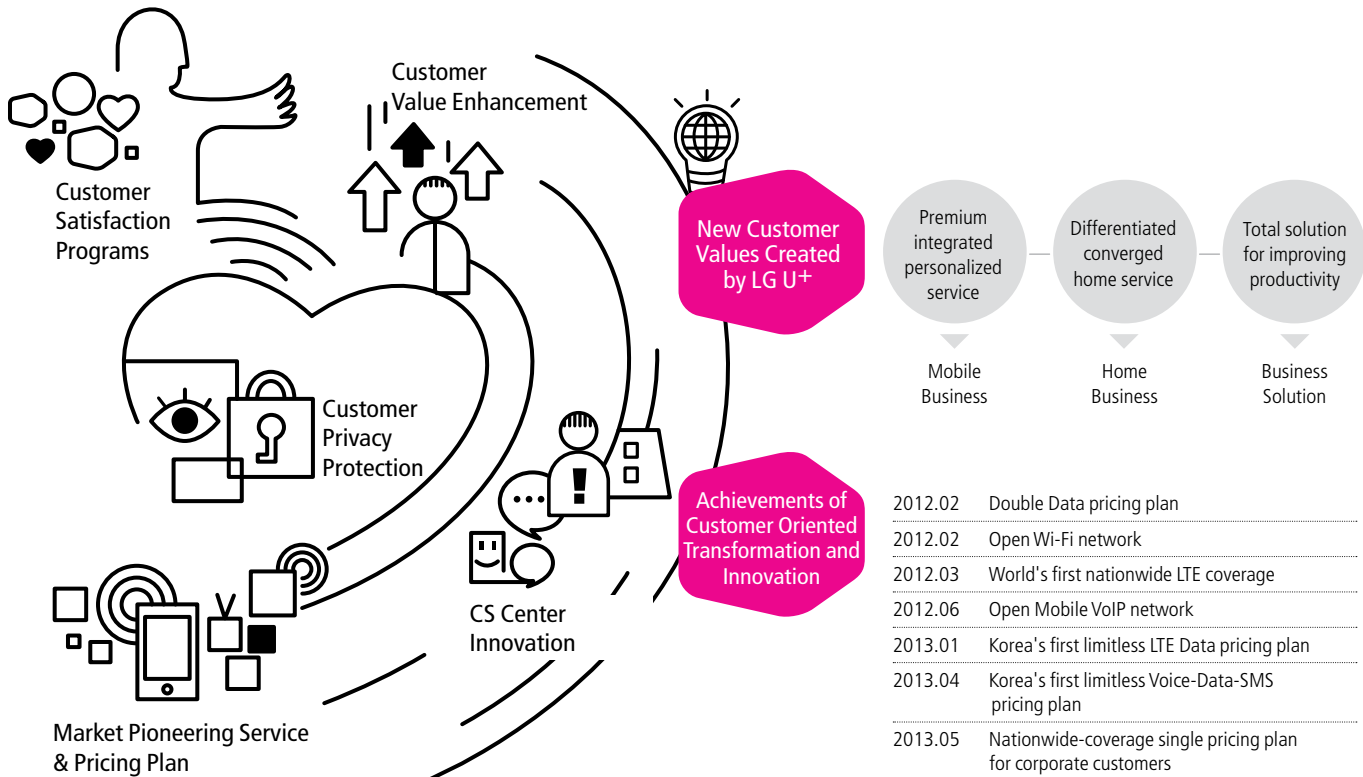 Customer
Value Enhancement
Customer
Satisfaction
Programs
Customer
Privacy
Protection
CS Center
Innovation
Market Pioneering Service
& Pricing Plan
New Customer
Values Created
by LG U+
Premium
integrated
personalized
service
Differentiated
converged
home service
Total solution
for improving
productivity
Mobile
Business
Home
Business
Business
Solution
Achievements of
Customer Oriented
Transformation and
Innovation
2012.02 Double Data pricing plan
2012.02 Open Wi-Fi network
2012.03 World's first nationwide LTE coverage
2012.06 Open Mobile VoIP network
2013.01 Korea's first limitless LTE Data pricing plan
2013.04 Korea's first limitless Voice-Data-SMS
pricing plan
2013.05 Nationwide-coverage single pricing plan
for corporate customers